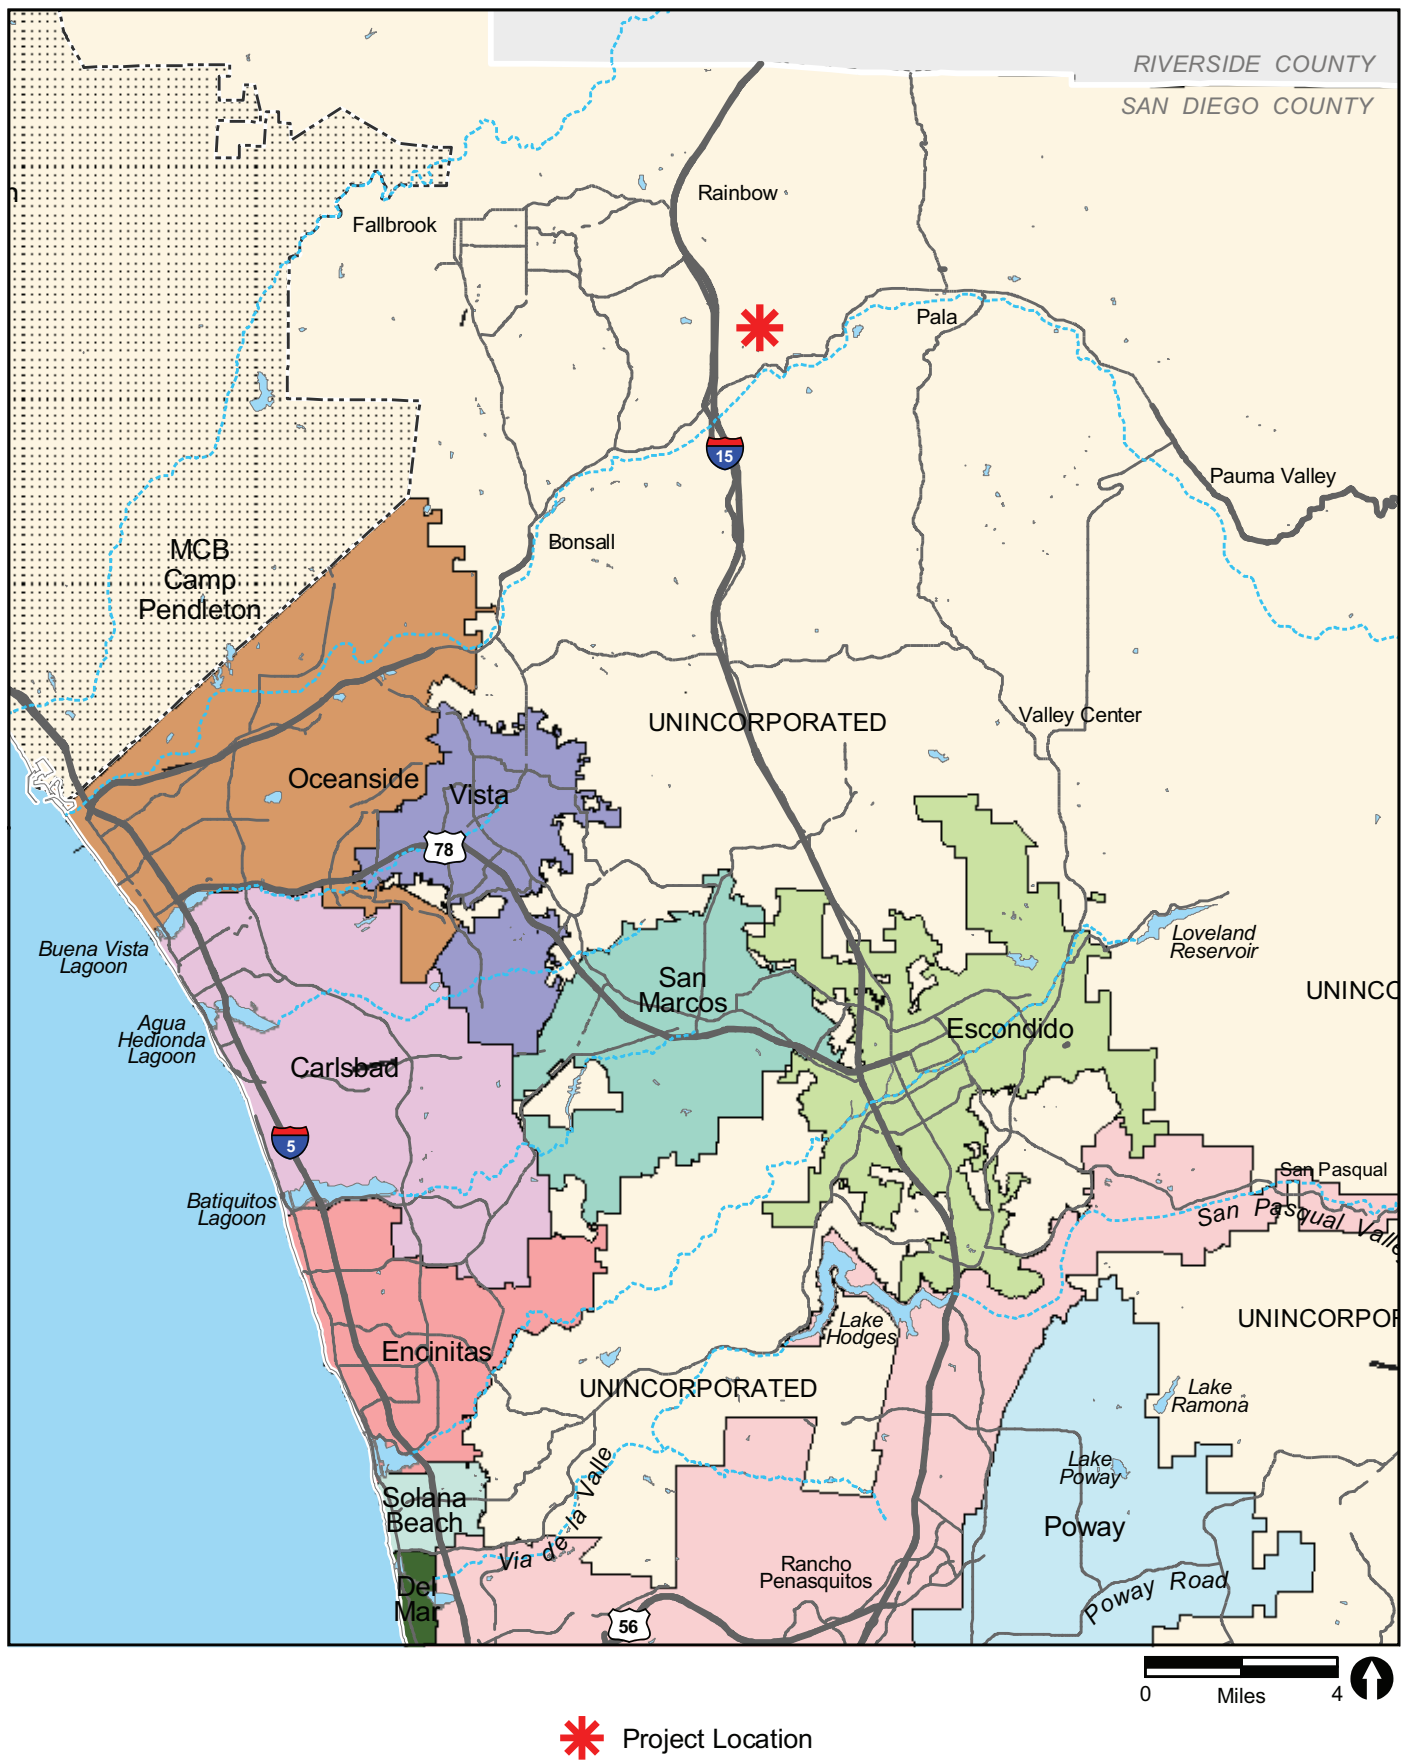 RIVERSIDE COUNTY
SAN DIEGO COUNTY
Rainbow
n
Fallbrook
Pala
15
Pauma Valley
Bonsall
MCB
Camp
Pendleton
UNINCORPORATED
Valley Center
Oceanside
Vista
78
Buena Vista
Lagoon
Loveland
Reservoir
San
Marcos
UNINC
Agua
Hedionda
Lagoon
Escondido
Carlsbad
5
San Pasqual
Batiquitos
Lagoon
San Pasqual Valle
Lake
Hodges
UNINCORPOR
Encinitas
UNINCORPORATED
Lake
Ramona
Via de la Valle
Lake
Poway
Solana
Beach
Poway
Rancho
Penasquitos
Del
Mar
Poway Road
56
0 Miles 4
Project Location